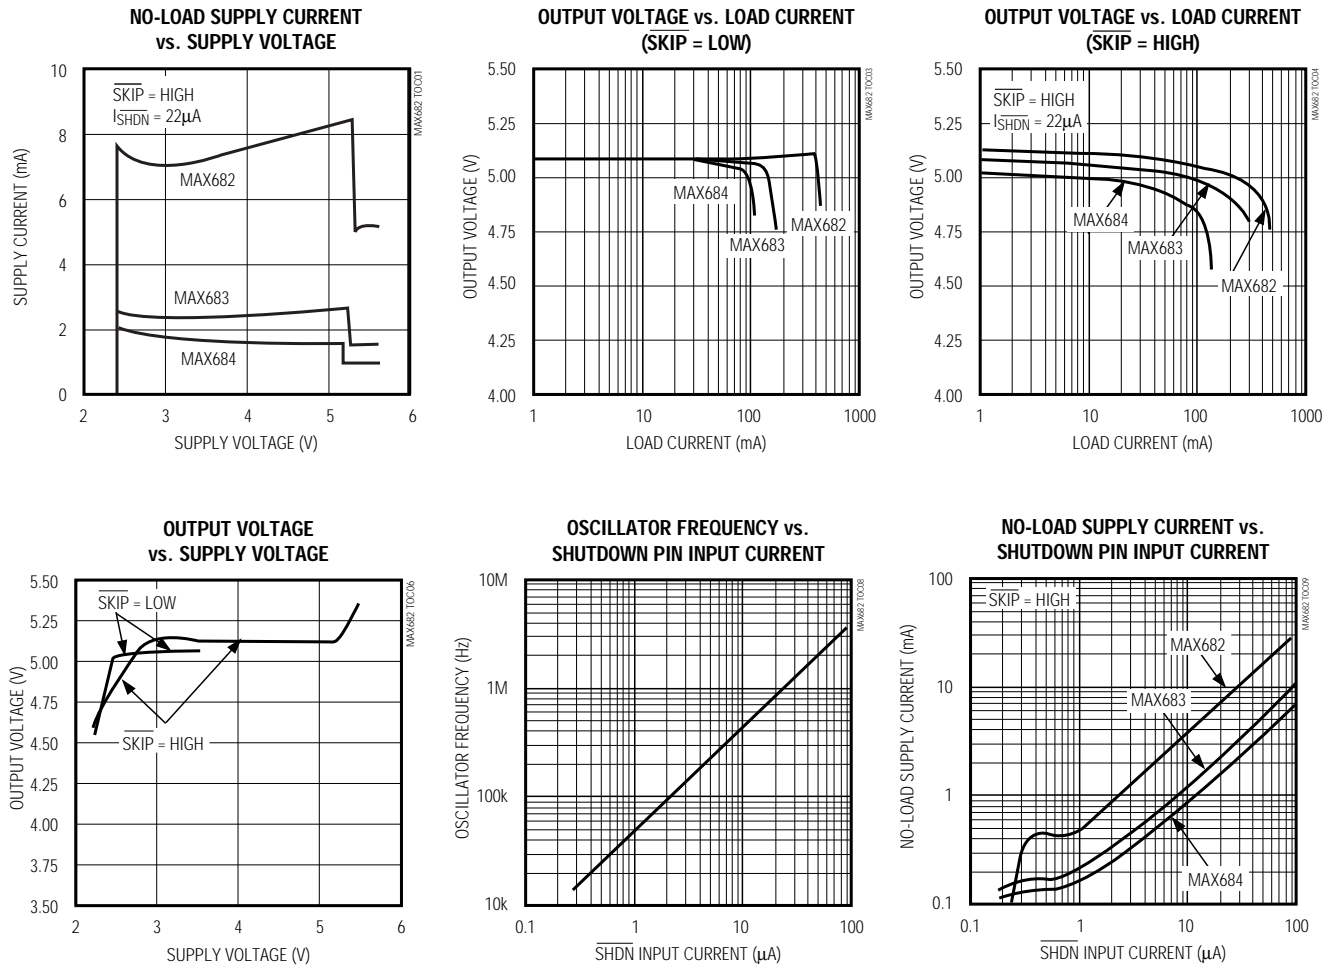 NO-LOAD SUPPLY CURRENT
vs. SUPPLY VOLTAGE
10
8
6
4
2
0
SUPPLY CURRENT (mA)
SKIP = HIGH
ISHDN = 22μA
MAX682
MAX683
MAX684
MAX682 TOC01
2
3
4
5
6
SUPPLY VOLTAGE (V)
OUTPUT VOLTAGE vs. LOAD CURRENT
(SKIP = LOW)
5.50
5.25
5.00
4.75
4.50
4.25
4.00
OUTPUT VOLTAGE (V)
MAX684
MAX683
MAX682
MAX682 TOC03
1
10
100
1000
LOAD CURRENT (mA)
OUTPUT VOLTAGE vs. LOAD CURRENT
(SKIP = HIGH)
5.50
5.25
5.00
4.75
4.50
4.25
4.00
OUTPUT VOLTAGE (V)
SKIP = HIGH
ISHDN = 22μA
MAX684
MAX683
MAX682
MAX682 TOC04
1
10
100
1000
LOAD CURRENT (mA)
OUTPUT VOLTAGE
vs. SUPPLY VOLTAGE
5.50
5.25
5.00
4.75
4.50
4.25
4.00
3.75
3.50
OUTPUT VOLTAGE (V)
SKIP = LOW
SKIP = HIGH
MAX682 TOC06
2
3
4
5
6
SUPPLY VOLTAGE (V)
OSCILLATOR FREQUENCY vs.
SHUTDOWN PIN INPUT CURRENT
10M
1M
100k
10k
OSCILLATOR FREQUENCY (Hz)
MAX682 TOC08
0.1
1
10
100
SHDN INPUT CURRENT (μA)
NO-LOAD SUPPLY CURRENT vs.
SHUTDOWN PIN INPUT CURRENT
100
10
1
0.1
NO-LOAD SUPPLY CURRENT (mA)
SKIP = HIGH
MAX682
MAX683
MAX684
MAX682 TOC09
0.1
1
10
100
SHDN INPUT CURRENT (μA)